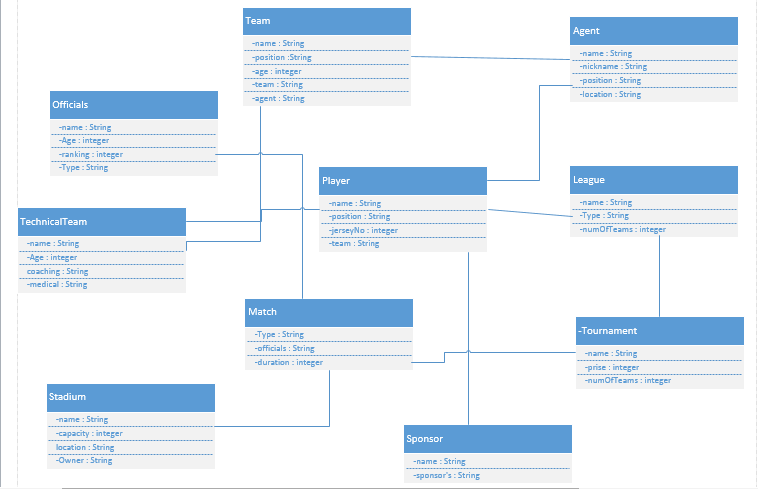 Team
-name : String
-position :String
-age : integer
-team : String
-agent : String
Agent
-name : String
-nickname : String
-position : String
-location : String
Officials
-name : String
-Age : integer
-ranking : integer
-Type : String
Player
-name : String
-position : String
-jerseyNo : integer
-team : String
League
-name : String
-Type : String
-numOfTeams : integer
TechnicalTeam
-name : String
-Age : integer
coaching : String
-medical : String
Match
-Type : String
-officials : String
-duration : integer
-Tournament
-name : String
-prise : integer
-numOfTeams : integer
Stadium
-name : String
-capacity : integer
location : String
-Owner : String
Sponsor
-name : String
-sponsor's : String